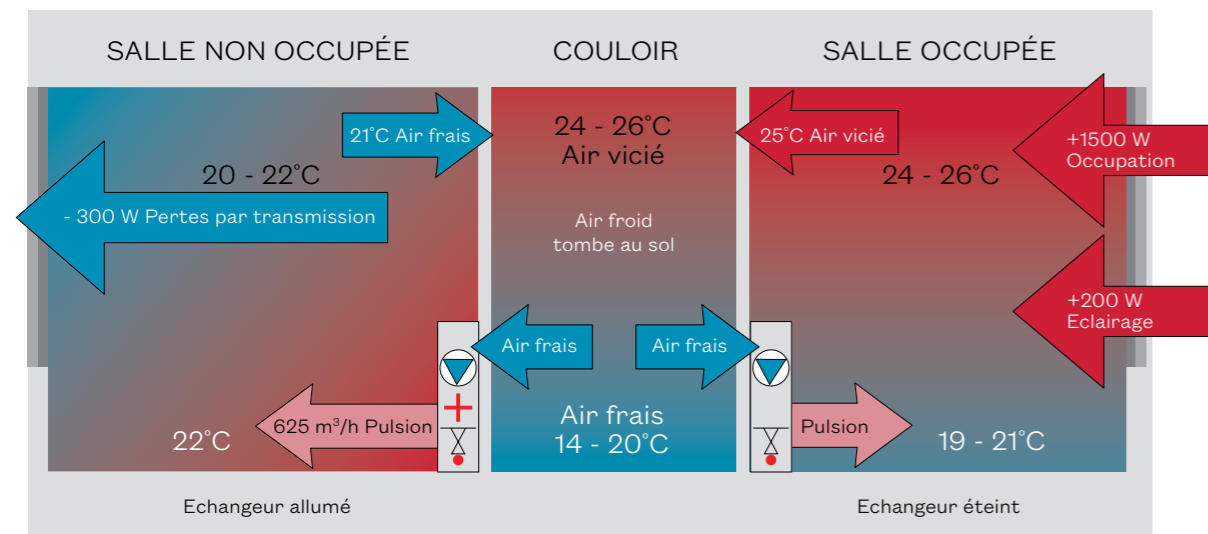 SALLE NON OCCUPÉE
COULOIR
SALLE OCCUPÉE
21°C Air frais
20 - 22°C
- 300 W Pertes par transmission
24 - 26°C
Air vicié
Air froid
tombe au sol
25°C Air vicié
24 - 26°C
+1500 W
Occupation
+200 W
Eclairage
Air frais
Air frais
625 m³/h Pulsion
22°C
Air frais
14 - 20°C
Pulsion
19 - 21°C
Echangeur allumé
Echangeur éteint